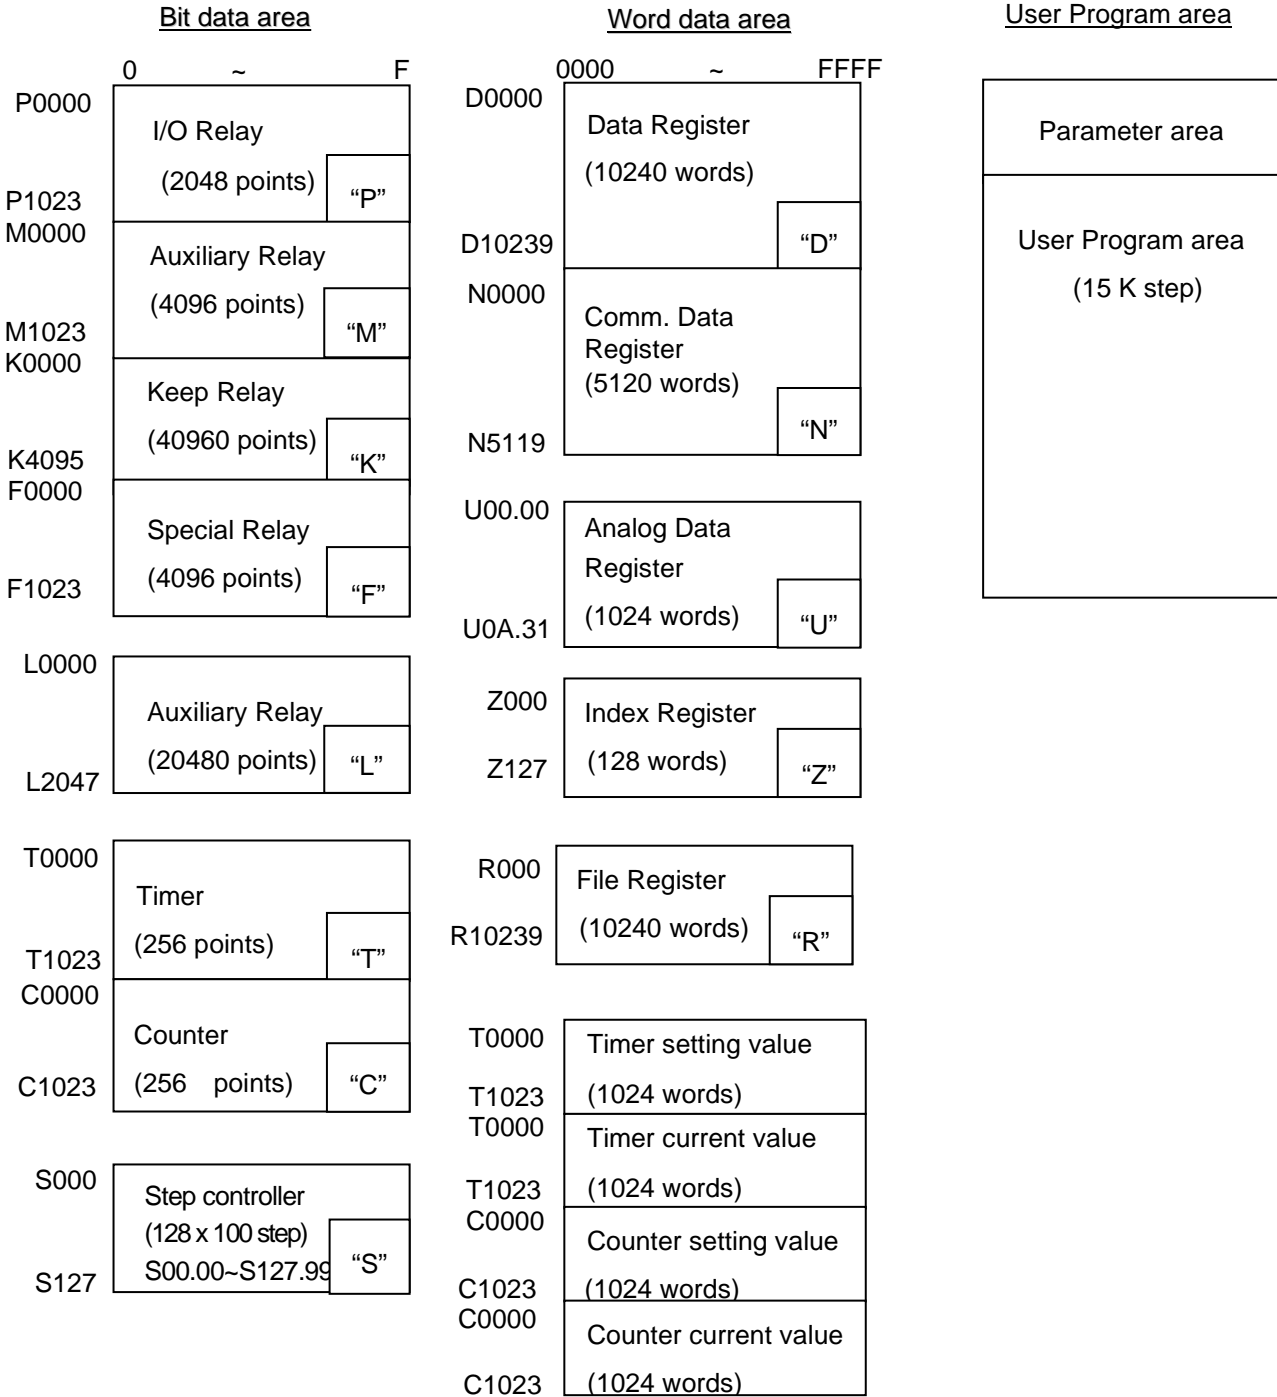 Bit data area
0 ~ F
P0000
I/O Relay
(2048 points)
“P”
P1023
M0000
Auxiliary Relay
(4096 points)
“M”
M1023
K0000
Keep Relay
(40960 points)
“K”
K4095
F0000
Special Relay
(4096 points)
“F”
F1023
L0000
Auxiliary Relay
(20480 points)
“L”
L2047
T0000
Timer
(256 points)
“T”
T1023
C0000
Counter
(256 points)
“C”
C1023
S000
Step controller
(128 x 100 step)
S00.00~S127.99
“S”
S127
Word data area
0000 ~ FFFF
D0000
Data Register
(10240 words)
“D”
D10239
N0000
Comm. Data
Register
(5120 words)
“N”
N5119
U00.00
Analog Data
Register
(1024 words)
“U”
U0A.31
Z000
Index Register
(128 words)
“Z”
Z127
R000
File Register
(10240 words)
“R”
R10239
T0000
Timer setting value
(1024 words)
T1023
T0000
Timer current value
(1024 words)
T1023
C0000
Counter setting value
(1024 words)
C1023
C0000
Counter current value
(1024 words)
C1023
User Program area
Parameter area
User Program area
(15 K step)